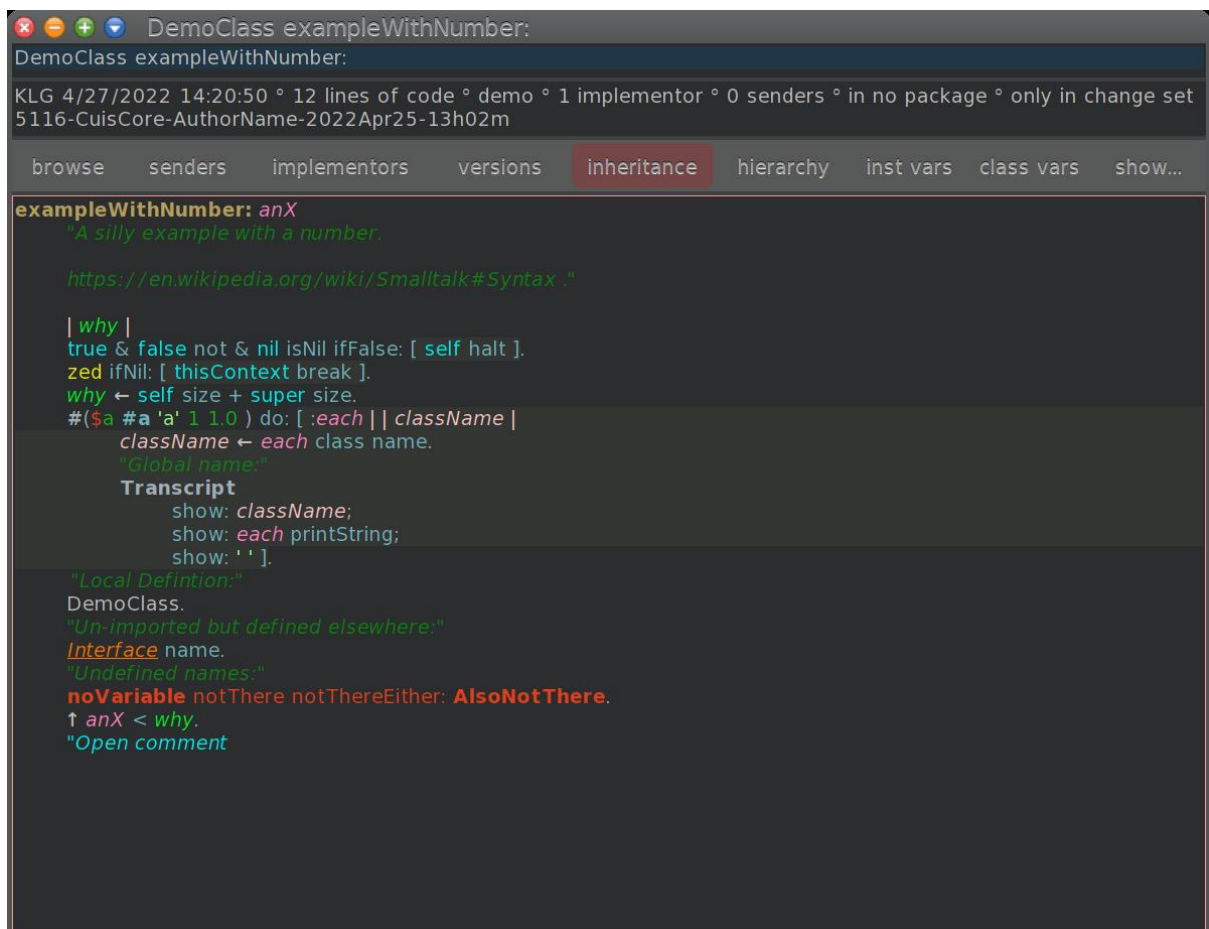 DemoClass exampleWithNumber:
DemoClass exampleWithNumber:
KLG 4/27/2022 14:20:50 ° 12 lines of code ° demo ° 1 implementor ° 0 senders ° in no package ° only in change set
5116-CuisCore-AuthorName-2022Apr25-13h02m
browse senders implementors versions inheritance hierarchy inst vars class vars show...
exampleWithNumber: anX
"A silly example with a number.
https://en.wikipedia.org/wiki/Smalltalk#Syntax ."
| why |
true & false not & nil isNil ifFalse: [ self halt ].
zed ifNil: [ thisContext break ].
why ← self size + super size.
#($a #a 'a' 1 1.0 ) do: [ :each | | className |
className ← each class name.
"Global name:"
Transcript
show: className;
show: each printString;
show: ' ' ].
"Local Defintion:"
DemoClass.
"Un-imported but defined elsewhere:"
Interface name.
"Undefined names:"
noVariable notThere notThereEither: AlsoNotThere.
↑ anX < why.
"Open comment